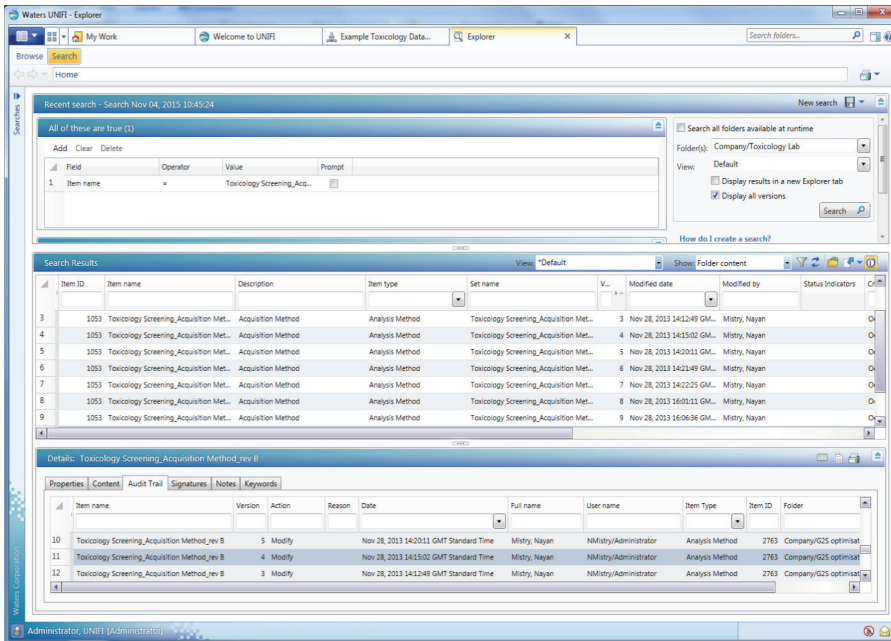 Waters UNIFI - Explorer
My Work Welcome to UNIFI Example Toxicology Data... Explorer X Search folders...
Browse Search
Home
Searches
Recent search - Search Nov 04, 2015 10:45:24 New search
All of these are true (1)
Add Clear Delete
Field Operator Value Prompt
1 Item name = Toxicology Screening_Acq...
Search all folders available at runtime
Folder(s): Company/Toxicology Lab
View: Default
Display results in a new Explorer tab
Display all versions
Search
How do I create a search?
Search Results View: *Default Show: Folder content
Item ID Item name Description Item type Set name V... Modified date Modified by Status Indicators
3 1053 Toxicology Screening_Acquisition Met... Acquisition Method Analysis Method Toxicology Screening_Acquisition Met... 3 Nov 28, 2013 14:12:49 GM... Mistry, Nayan
4 1053 Toxicology Screening_Acquisition Met... Acquisition Method Analysis Method Toxicology Screening_Acquisition Met... 4 Nov 28, 2013 14:15:02 GM... Mistry, Nayan
5 1053 Toxicology Screening_Acquisition Met... Acquisition Method Analysis Method Toxicology Screening_Acquisition Met... 5 Nov 28, 2013 14:20:11 GM... Mistry, Nayan
6 1053 Toxicology Screening_Acquisition Met... Acquisition Method Analysis Method Toxicology Screening_Acquisition Met... 6 Nov 28, 2013 14:21:49 GM... Mistry, Nayan
7 1053 Toxicology Screening_Acquisition Met... Acquisition Method Analysis Method Toxicology Screening_Acquisition Met... 7 Nov 28, 2013 14:22:25 GM... Mistry, Nayan
8 1053 Toxicology Screening_Acquisition Met... Acquisition Method Analysis Method Toxicology Screening_Acquisition Met... 8 Nov 28, 2013 16:01:11 GM... Mistry, Nayan
9 1053 Toxicology Screening_Acquisition Met... Acquisition Method Analysis Method Toxicology Screening_Acquisition Met... 9 Nov 28, 2013 16:06:36 GM... Mistry, Nayan
Details: Toxicology Screening_Acquisition Method_rev B
Properties Content Audit Trail Signatures Notes Keywords
Item name Version Action Reason Date Full name User name Item Type Item ID Folder
10 Toxicology Screening_Acquisition Method_rev B 5 Modify Nov 28, 2013 14:20:11 GMT Standard Time Mistry, Nayan NMistry/Administrator Analysis Method 2763 Company/G2S optimisat
11 Toxicology Screening_Acquisition Method_rev B 4 Modify Nov 28, 2013 14:15:02 GMT Standard Time Mistry, Nayan NMistry/Administrator Analysis Method 2763 Company/G2S optimisat
12 Toxicology Screening_Acquisition Method_rev B 3 Modify Nov 28, 2013 14:12:49 GMT Standard Time Mistry, Nayan NMistry/Administrator Analysis Method 2763 Company/G2S optimisat
Waters Corporation
Administrator, UNIFI [Administrator]